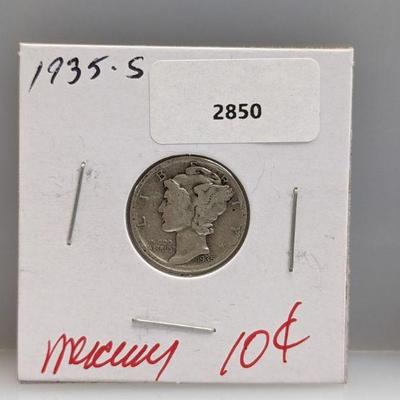 1935-S
2850
LIBERTY
IN GOD
WE TRUST
1935
Mercury 10¢